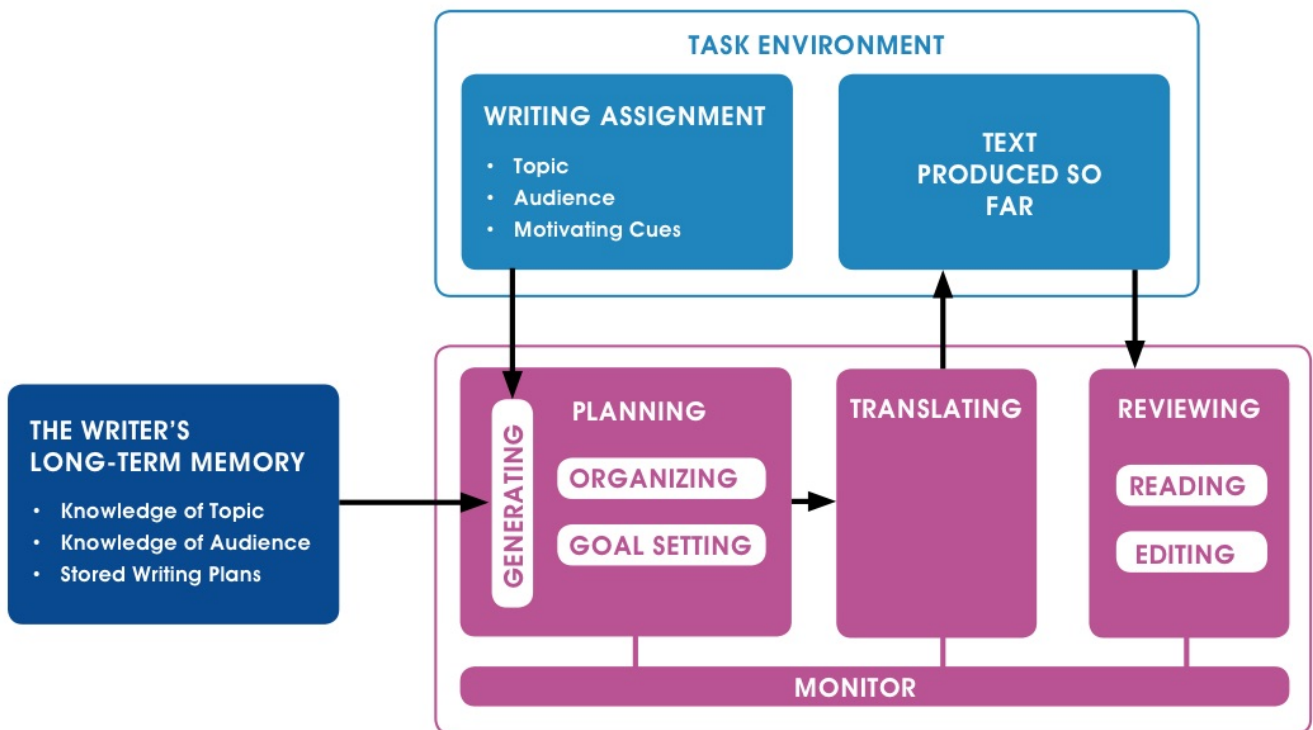 TASK ENVIRONMENT
WRITING ASSIGNMENT
• Topic
• Audience
• Motivating Cues
TEXT
PRODUCED SO
FAR
THE WRITER'S
LONG-TERM MEMORY
• Knowledge of Topic
• Knowledge of Audience
• Stored Writing Plans
PLANNING
GENERATING
ORGANIZING
GOAL SETTING
TRANSLATING
REVIEWING
READING
EDITING
MONITOR